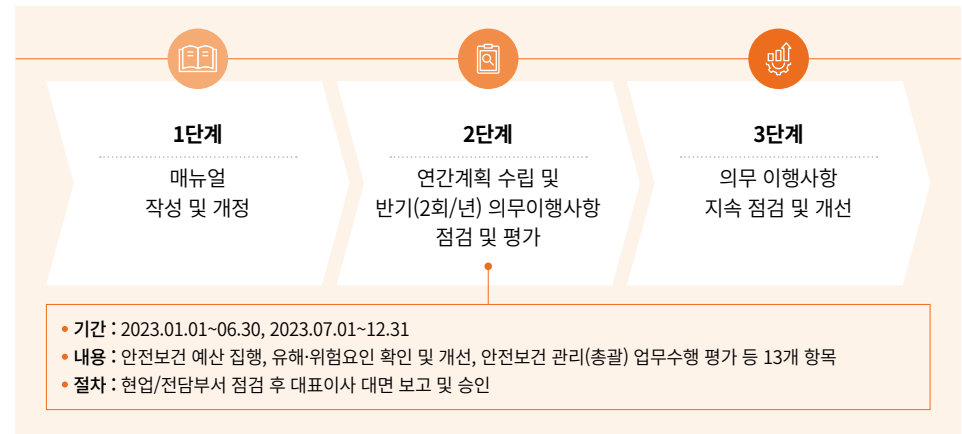 1단계
매뉴얼
작성 및 개정
2단계
연간계획 수립 및
반기(2회/년) 의무이행사항
점검 및 평가
3단계
의무 이행사항
지속 점검 및 개선
• 기간 : 2023.01.01~06.30, 2023.07.01~12.31
• 내용 : 안전보건 예산 집행, 유해·위험요인 확인 및 개선, 안전보건 관리(총괄) 업무수행 평가 등 13개 항목
• 절차 : 현업/전담부서 점검 후 대표이사 대면 보고 및 승인